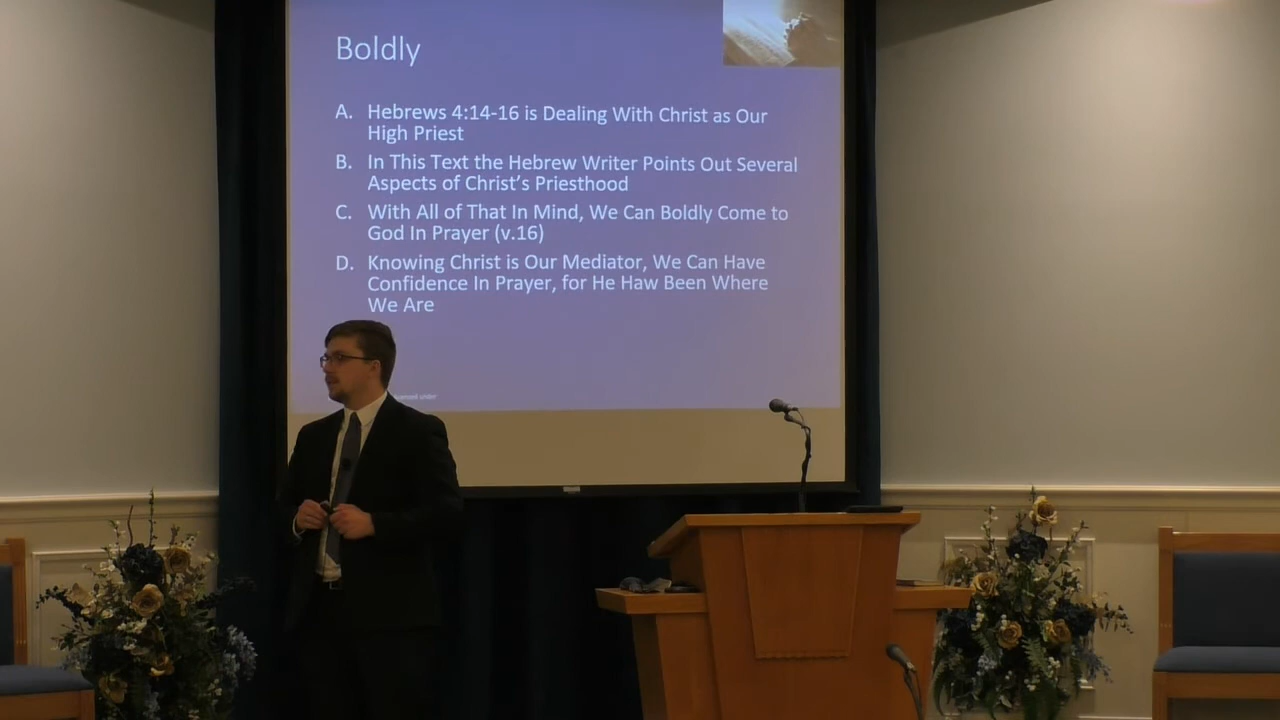 Boldly
A. Hebrews 4:14-16 is Dealing With Christ as Our
High Priest
B. In This Text the Hebrew Writer Points Out Several
Aspects of Christ's Priesthood
C. With All of That In Mind, We Can Boldly Come to
God In Prayer (v.16)
D. Knowing Christ is Our Mediator, We Can Have
Confidence In Prayer, for He Haw Been Where
We Are
licensed under